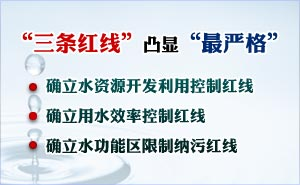 “三条红线” 凸显 “最严格”
确立水资源开发利用控制红线
确立用水效率控制红线
确立水功能区限制纳污红线